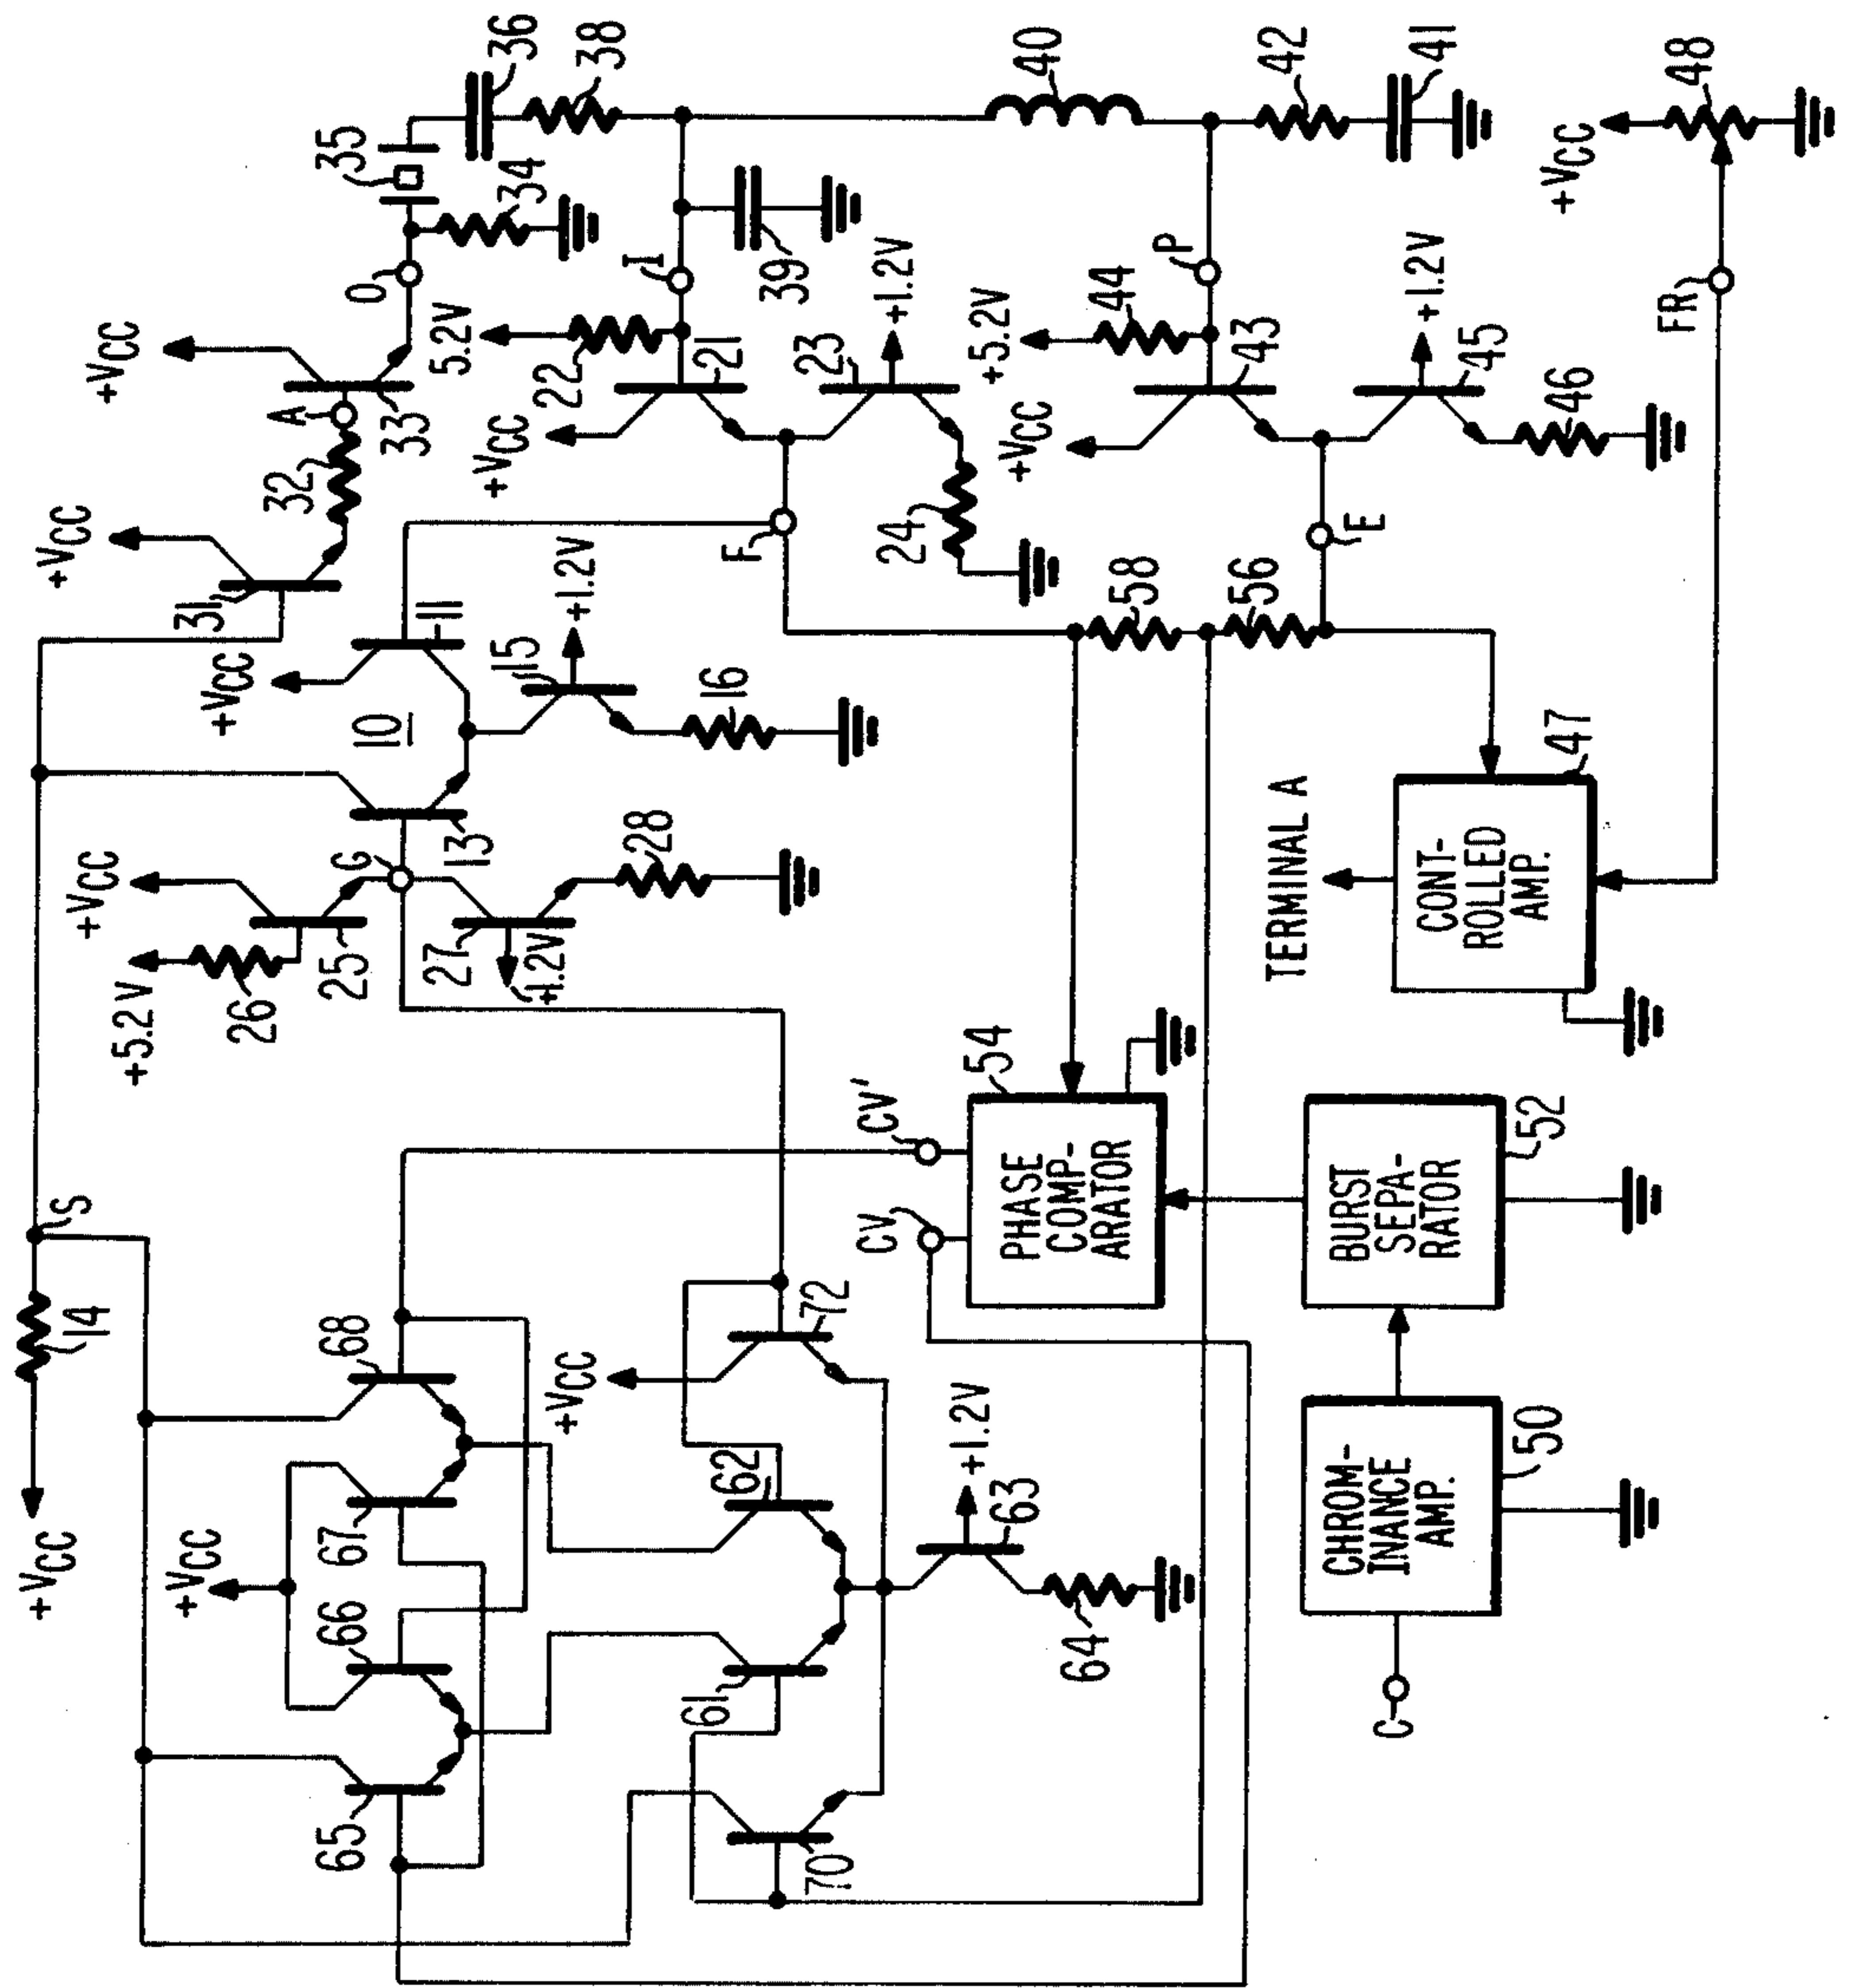 +VCC
14
S
+VCC
+VCC
O
35
36
38
34
31
32
A
33
+VCC
+5.2 V
26
25
+VCC
G
13
27
+1.2V
28
10
+VCC
11
15
+1.2V
16
5.2V
22
I
21
+VCC
39
F
23
+1.2V
24
40
65
66
+VCC
67
68
CV'
CV
54
PHASE
COMP-
ARATOR
+5.2V
44
P
43
+VCC
E
45
+1.2V
46
42
41
58
56
70
61
62
+VCC
72
63
+1.2V
64
TERMINAL A
CONT-
ROLLED
AMP.
47
+VCC
48
FR
C
CHROM-
INANCE
AMP.
50
BURST
SEPA-
RATOR
52